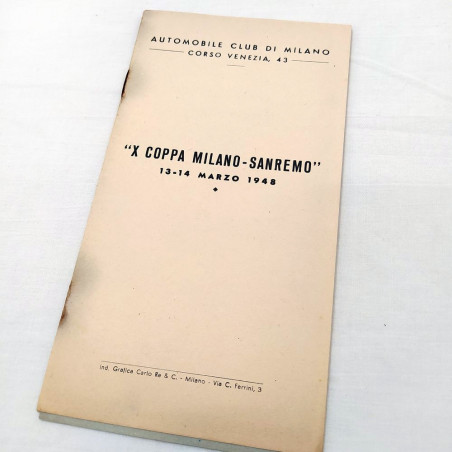 AUTOMOBILE CLUB DI MILANO
CORSO VENEZIA, 43
"X COPPA MILANO-SANREMO"
13-14 MARZO 1948
Ind. Grafica Carlo Re & C. - Milano - Via C. Ferrini, 3